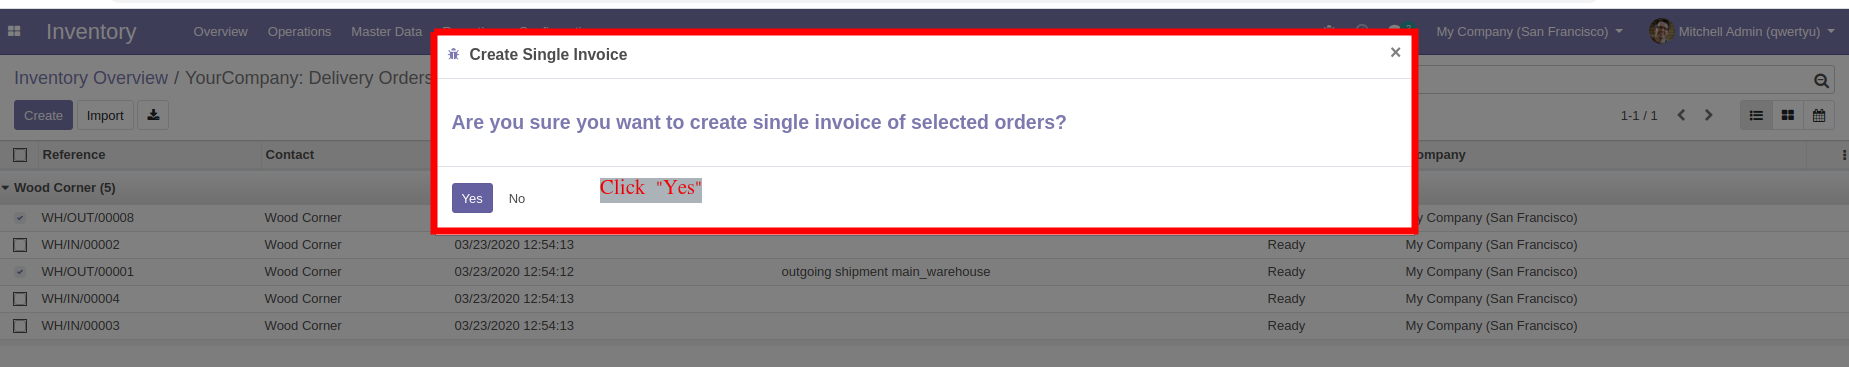 Inventory Overview Operations Master Data My Company (San Francisco) Mitchell Admin (qwertyu)
Create Single Invoice ×
Inventory Overview / YourCompany: Delivery Orders
Create Import 1-1 / 1
Are you sure you want to create single invoice of selected orders?
Reference Contact
Wood Corner (5)
Yes No Click "Yes"
WH/OUT/00008 Wood Corner My Company (San Francisco)
WH/IN/00002 Wood Corner 03/23/2020 12:54:13 Ready My Company (San Francisco)
WH/OUT/00001 Wood Corner 03/23/2020 12:54:12 outgoing shipment main_warehouse Ready My Company (San Francisco)
WH/IN/00004 Wood Corner 03/23/2020 12:54:13 Ready My Company (San Francisco)
WH/IN/00003 Wood Corner 03/23/2020 12:54:13 Ready My Company (San Francisco)